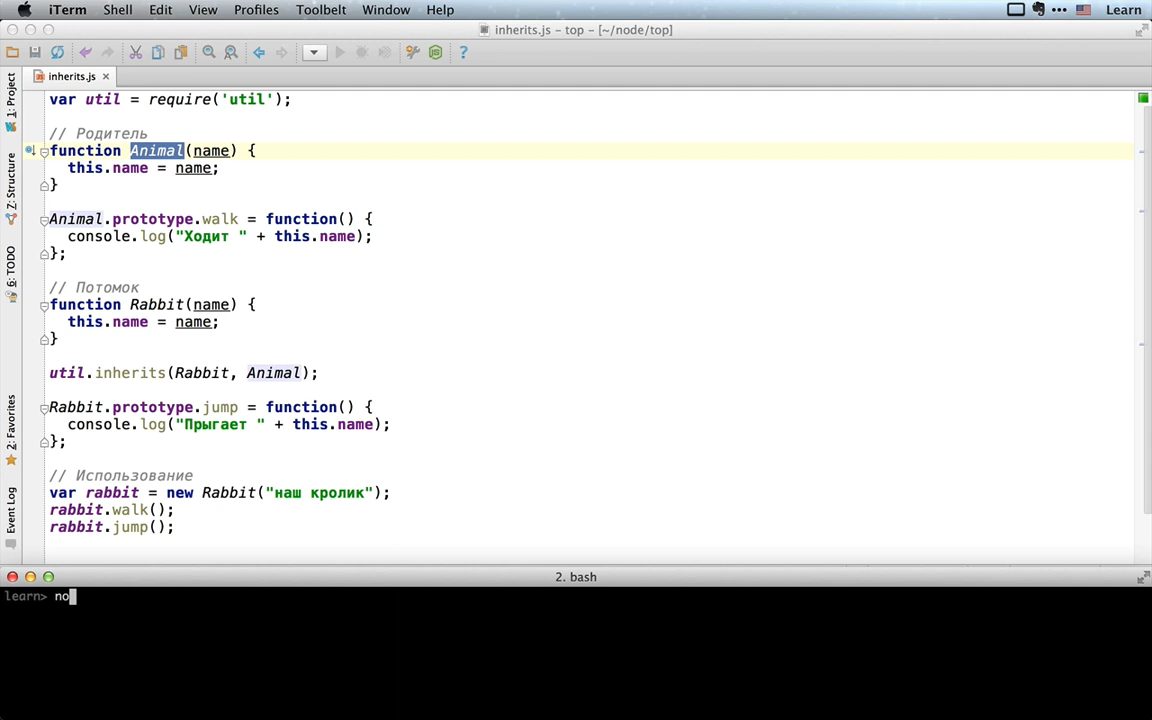 iTerm Shell Edit View Profiles Toolbelt Window Help Learn
inherits.js – top – [~/node/top]
inherits.js
1: Project
Z: Structure
6: TODO
2: Favorites
Event Log
var util = require('util');
// Родитель
function Animal(name) {
this.name = name;
}
Animal.prototype.walk = function() {
console.log("Ходит " + this.name);
};
// Потомок
function Rabbit(name) {
this.name = name;
}
util.inherits(Rabbit, Animal);
Rabbit.prototype.jump = function() {
console.log("Прыгает " + this.name);
};
// Использование
var rabbit = new Rabbit("наш кролик");
rabbit.walk();
rabbit.jump();
2. bash
learn> no